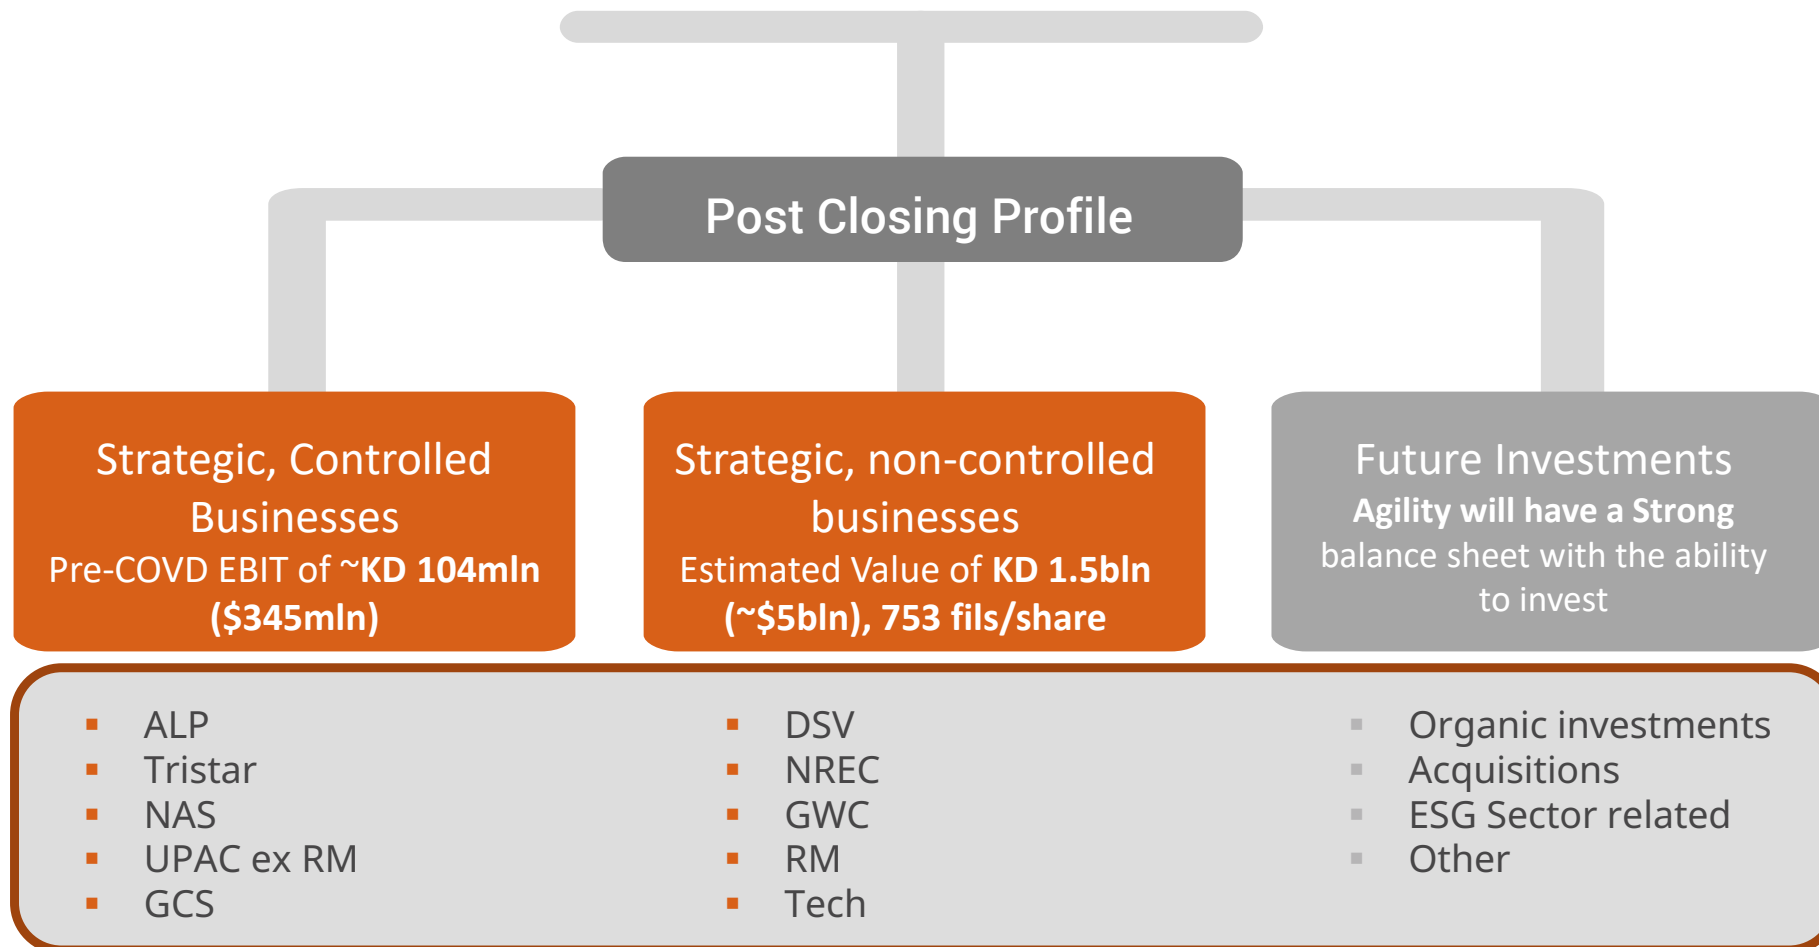 Post Closing Profile
Strategic, Controlled
Businesses
Pre-COVD EBIT of ~KD 104mln
($345mln)
Strategic, non-controlled
businesses
Estimated Value of KD 1.5bln
(~$5bln), 753 fils/share
Future Investments
Agility will have a Strong
balance sheet with the ability
to invest
▪ ALP
▪ Tristar
▪ NAS
▪ UPAC ex RM
▪ GCS
▪ DSV
▪ NREC
▪ GWC
▪ RM
▪ Tech
▪ Organic investments
▪ Acquisitions
▪ ESG Sector related
▪ Other